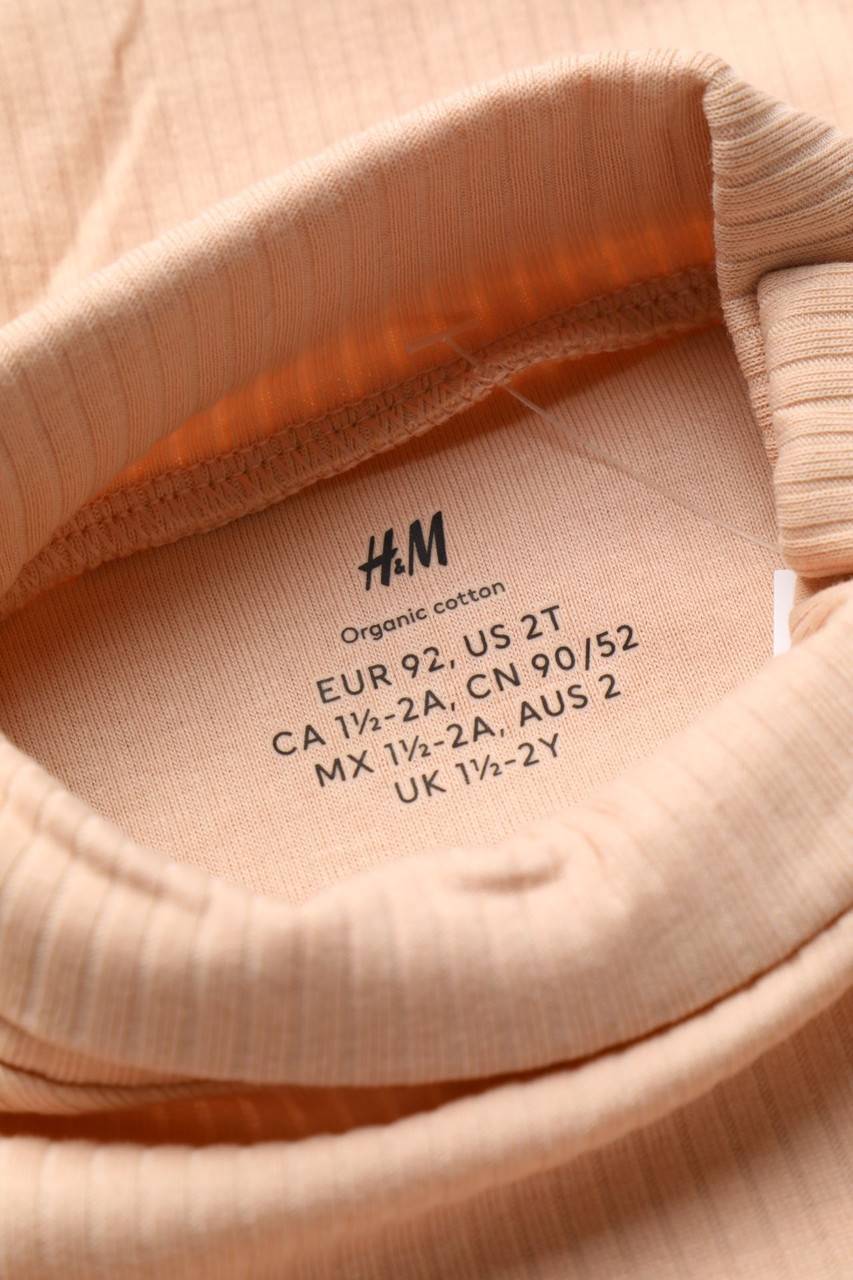 H&M
Organic cotton
EUR 92, US 2T
CA 1½-2A, CN 90/52
MX 1½-2A, AUS 2
UK 1½-2Y